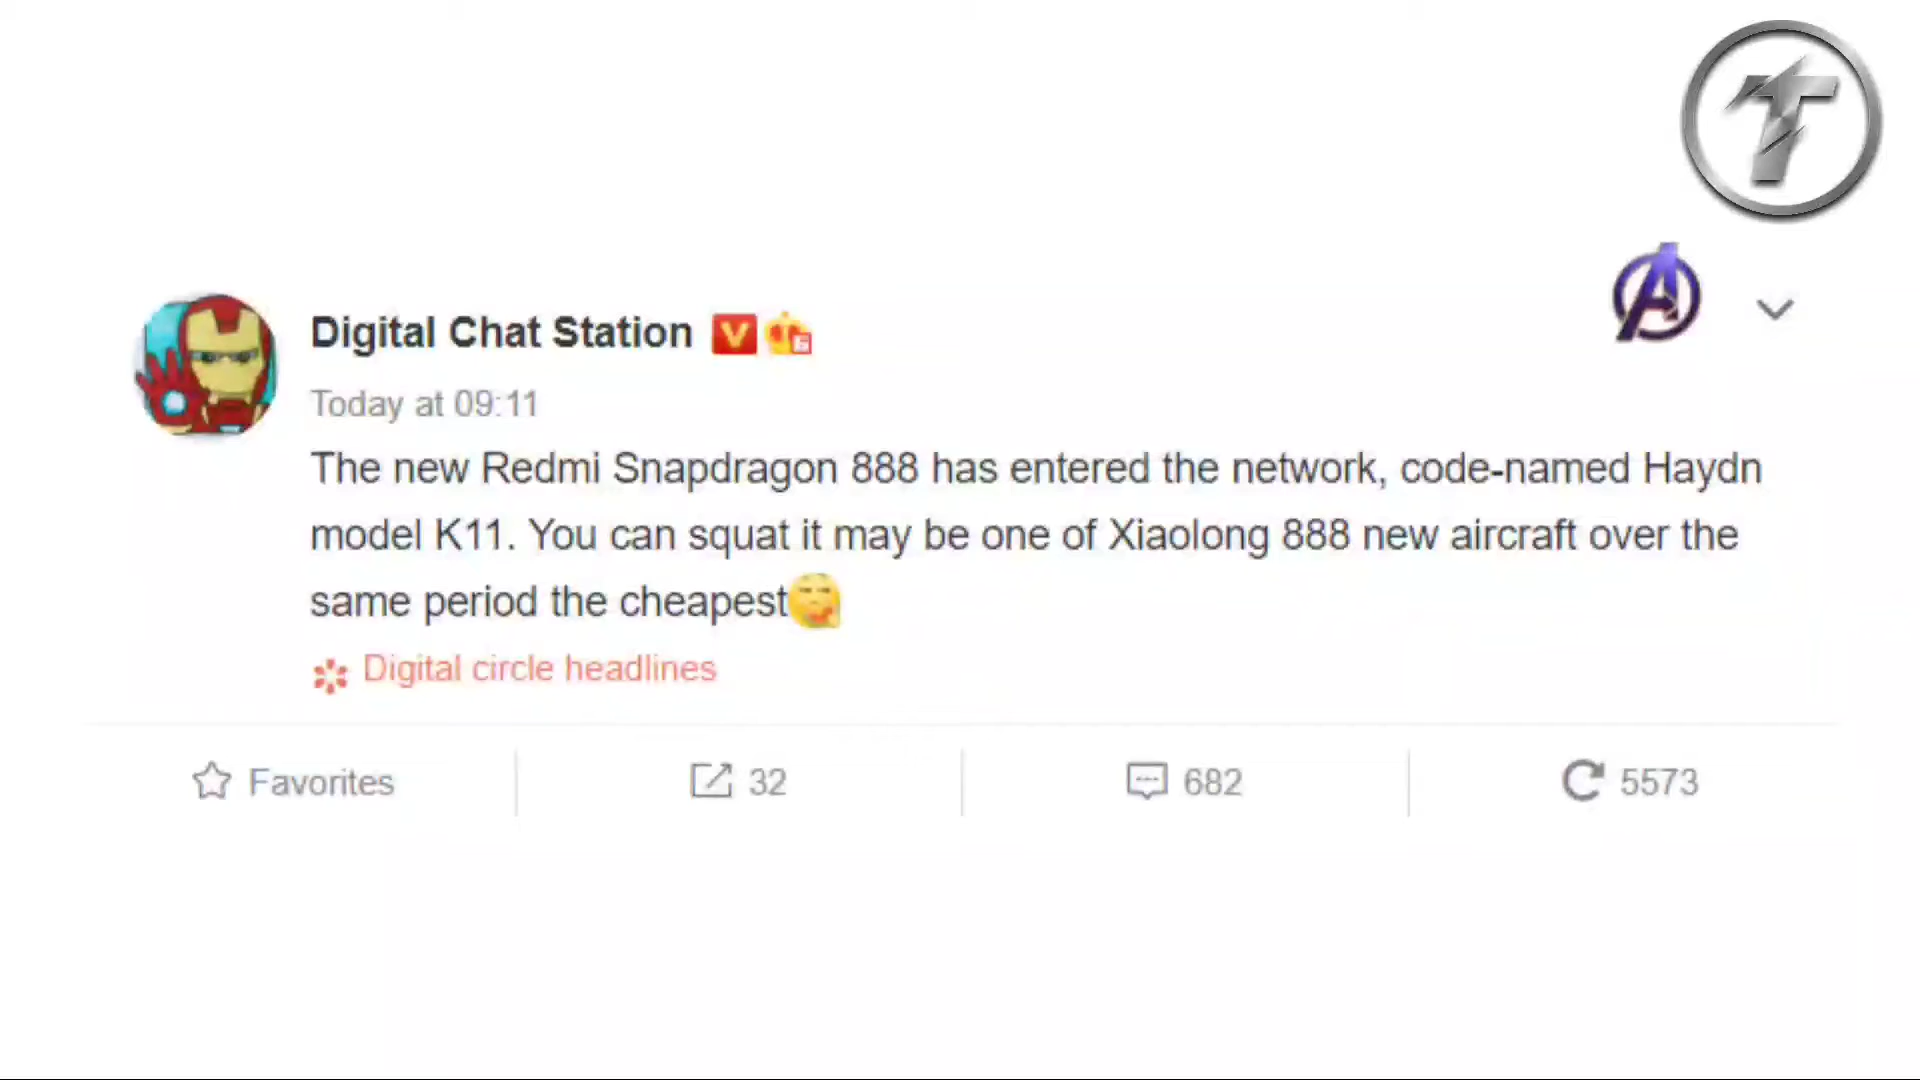 T
A
Digital Chat Station V
Today at 09:11
The new Redmi Snapdragon 888 has entered the network, code-named Haydn
model K11. You can squat it may be one of Xiaolong 888 new aircraft over the
same period the cheapest
Digital circle headlines
Favorites
32
682
5573